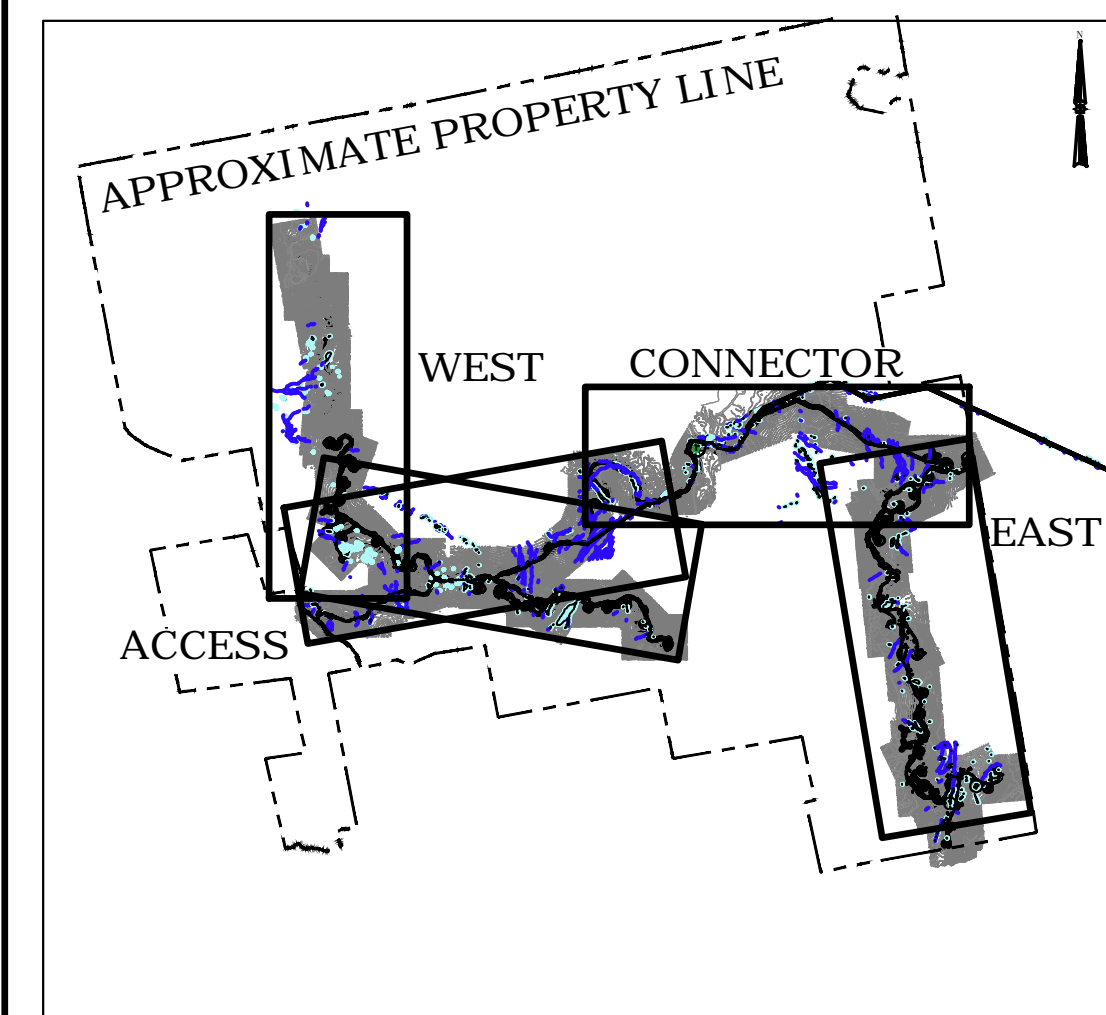 N
APPROXIMATE PROPERTY LINE
WEST
CONNECTOR
EAST
ACCESS